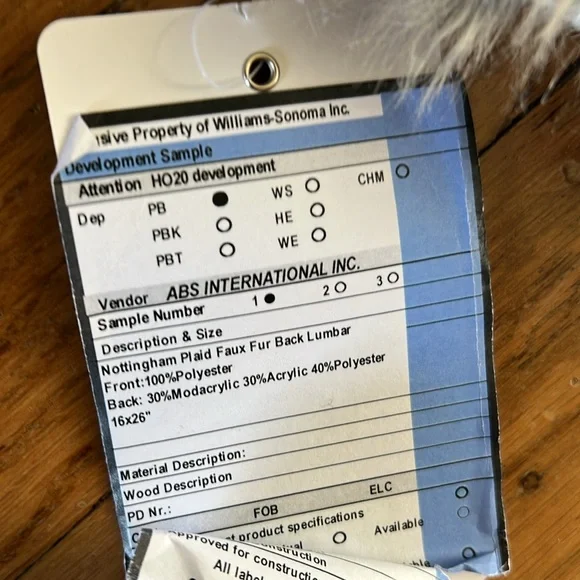 sive Property of Williams-Sonoma Inc.
Development Sample
Attention HO20 development
Dep PB WS CHM
PBK HE
PBT WE
Vendor ABS INTERNATIONAL INC.
Sample Number 1 2 3
Description & Size
Nottingham Plaid Faux Fur Back Lumbar
Front:100%Polyester
Back: 30%Modacrylic 30%Acrylic 40%Polyester
16x26"
Material Description:
Wood Description
PD Nr.: FOB ELC
product specifications Available
pproved for construction
All label